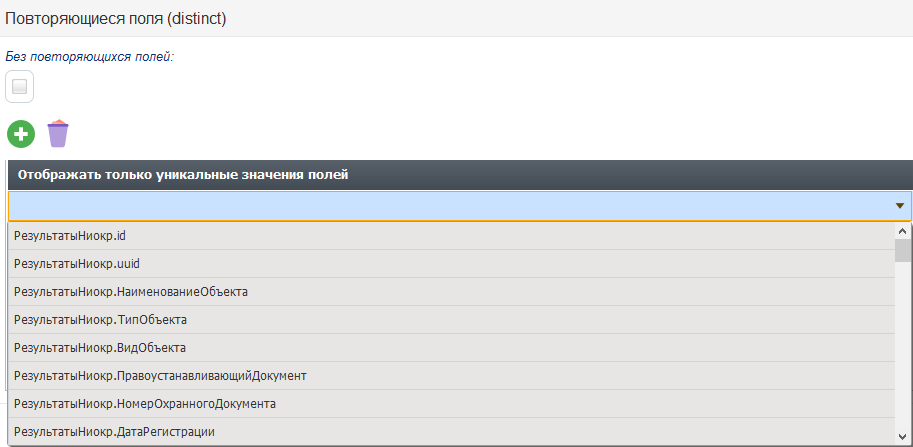 Повторяющиеся поля (distinct)
Без повторяющихся полей:
Отображать только уникальные значения полей
РезультатыНиокр.id
РезультатыНиокр.uuid
РезультатыНиокр.НаименованиеОбъекта
РезультатыНиокр.ТипОбъекта
РезультатыНиокр.ВидОбъекта
РезультатыНиокр.ПравоустанавливающийДокумент
РезультатыНиокр.НомерОхранногоДокумента
РезультатыНиокр.ДатаРегистрации